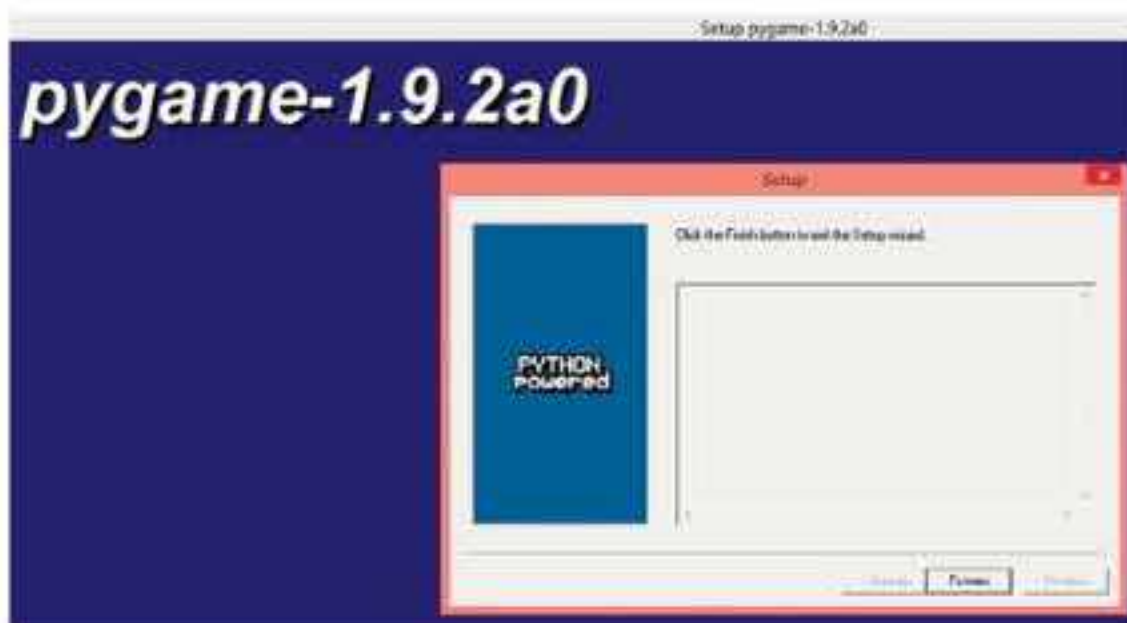 Setup pygame-1.9.2a0
pygame-1.9.2a0
Setup
Click the Finish button to exit the Setup wizard.
PYTHON
powered
Готово